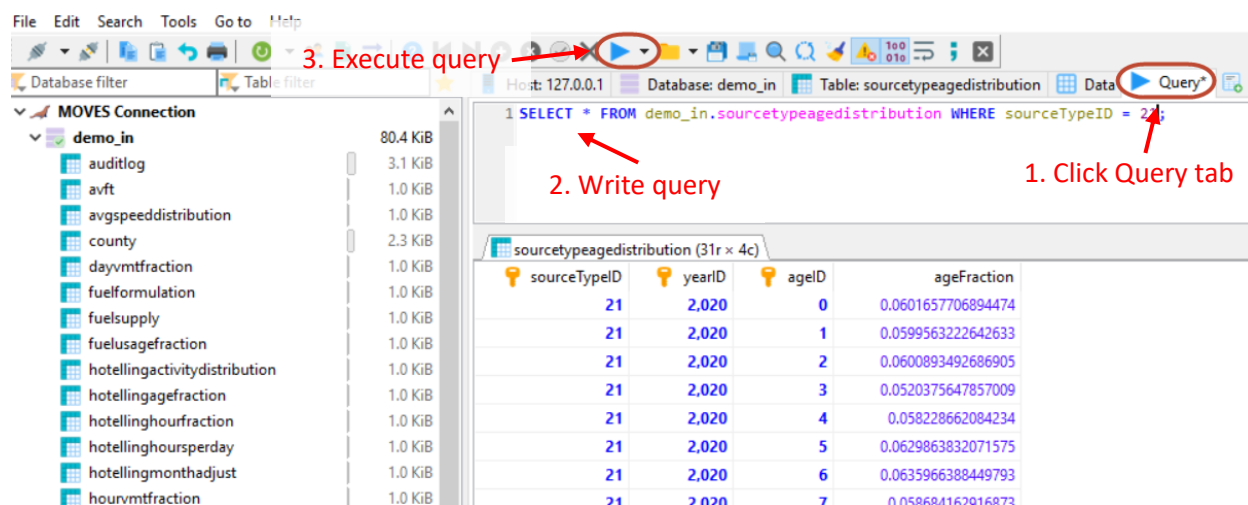 File Edit Search Tools Go to Help
3. Execute query
Database filter Table filter Host: 127.0.0.1 Database: demo_in Table: sourcetypeagedistribution Data Query*
MOVES Connection
demo_in 80.4 KiB
auditlog 3.1 KiB
avft 1.0 KiB
avgspeeddistribution 1.0 KiB
county 2.3 KiB
dayvmtfraction 1.0 KiB
fuelformulation 1.0 KiB
fuelsupply 1.0 KiB
fuelusagefraction 1.0 KiB
hotellingactivitydistribution 1.0 KiB
hotellingagefraction 1.0 KiB
hotellinghourfraction 1.0 KiB
hotellinghoursperday 1.0 KiB
hotellingmonthadjust 1.0 KiB
hourvmtfraction 1.0 KiB
1 SELECT * FROM demo_in.sourcetypeagedistribution WHERE sourceTypeID = 21;
2. Write query
1. Click Query tab
sourcetypeagedistribution (31r × 4c)
sourceTypeID yearID ageID ageFraction
21 2,020 0 0.0601657706894474
21 2,020 1 0.0599563222642633
21 2,020 2 0.0600893492686905
21 2,020 3 0.0520375647857009
21 2,020 4 0.058228662084234
21 2,020 5 0.0629863832071575
21 2,020 6 0.0635966388449793
21 2,020 7 0.058684162916873